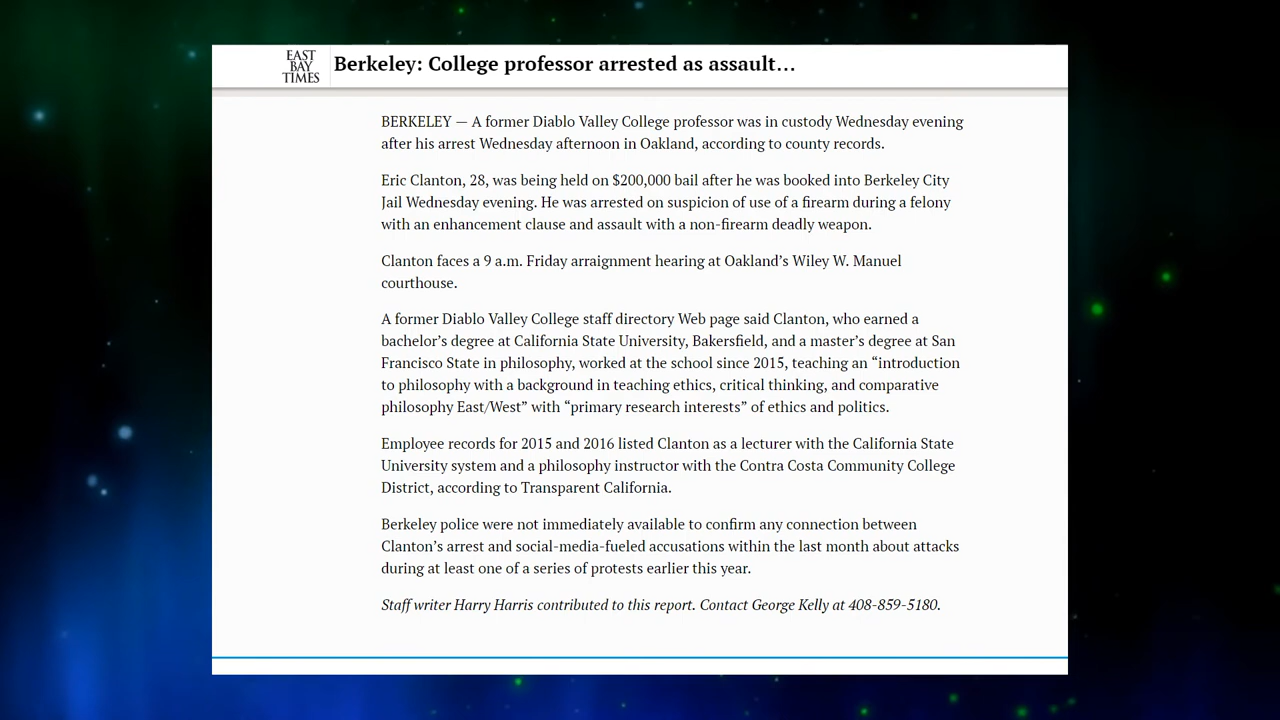 EAST
BAY
TIMES
Berkeley: College professor arrested as assault...
BERKELEY — A former Diablo Valley College professor was in custody Wednesday evening
after his arrest Wednesday afternoon in Oakland, according to county records.
Eric Clanton, 28, was being held on $200,000 bail after he was booked into Berkeley City
Jail Wednesday evening. He was arrested on suspicion of use of a firearm during a felony
with an enhancement clause and assault with a non-firearm deadly weapon.
Clanton faces a 9 a.m. Friday arraignment hearing at Oakland’s Wiley W. Manuel
courthouse.
A former Diablo Valley College staff directory Web page said Clanton, who earned a
bachelor’s degree at California State University, Bakersfield, and a master’s degree at San
Francisco State in philosophy, worked at the school since 2015, teaching an “introduction
to philosophy with a background in teaching ethics, critical thinking, and comparative
philosophy East/West” with “primary research interests” of ethics and politics.
Employee records for 2015 and 2016 listed Clanton as a lecturer with the California State
University system and a philosophy instructor with the Contra Costa Community College
District, according to Transparent California.
Berkeley police were not immediately available to confirm any connection between
Clanton’s arrest and social-media-fueled accusations within the last month about attacks
during at least one of a series of protests earlier this year.
Staff writer Harry Harris contributed to this report. Contact George Kelly at 408-859-5180.